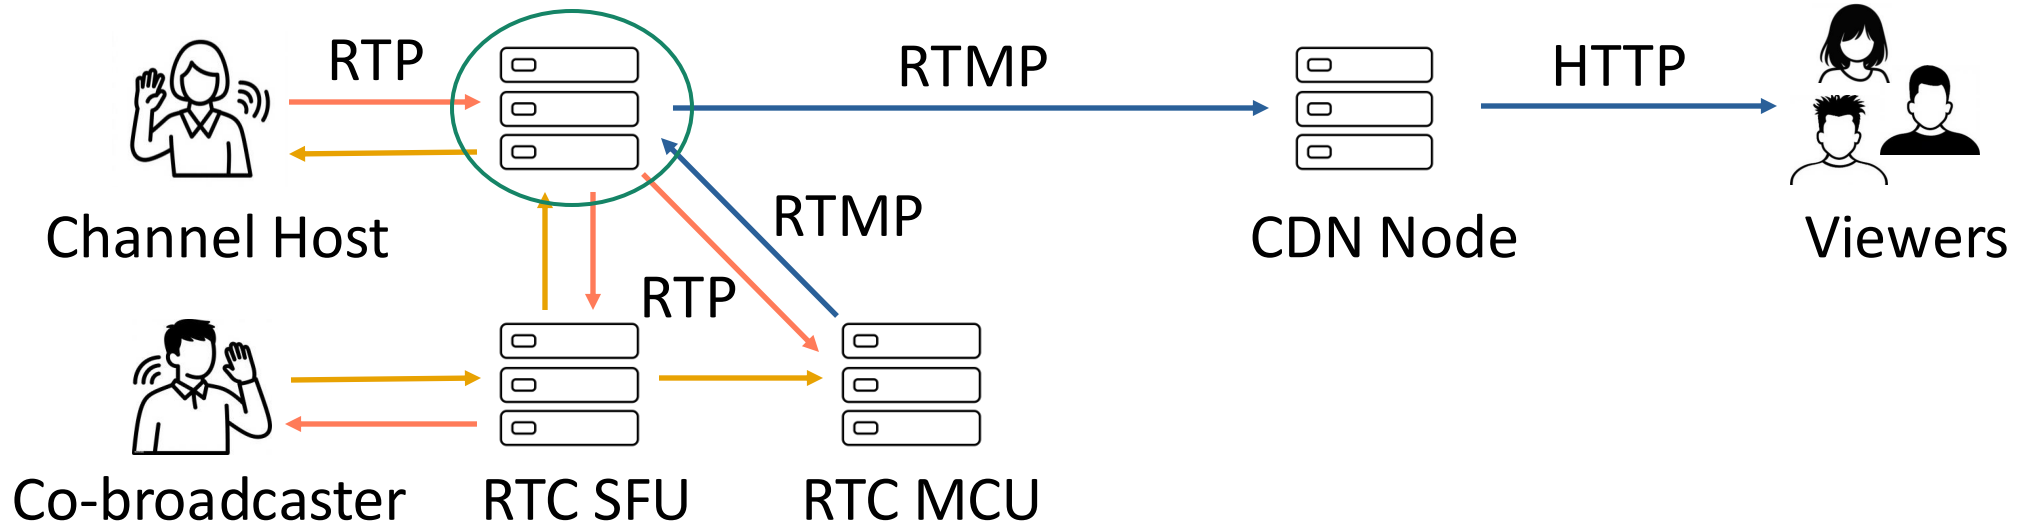 RTP
RTMP
HTTP
Channel Host
RTMP
CDN Node
Viewers
RTP
Co-broadcaster
RTC SFU
RTC MCU